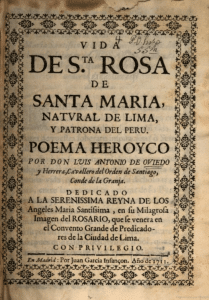 VIDA
DE S.TA ROSA
DE
SANTA MARIA,
NATVRAL DE LIMA,
Y PATRONA DEL PERU.
POEMA HEROYCO
POR DON LUIS ANTONIO DE OVIEDO
y Herrera, Cavallero del Orden de Santiago,
Conde de la Granja.
DEDICADO
A LA SERENISSIMA REYNA DE LOS
Angeles Maria Santissima, en su Milagrosa
Imagen del ROSARIO, que se venera en
el Convento Grande de Predicado-
res de la Ciudad de Lima.
CON PRIVILEGIO.
En Madrid: Por Juan Garcia Infançon. Año de 1711.